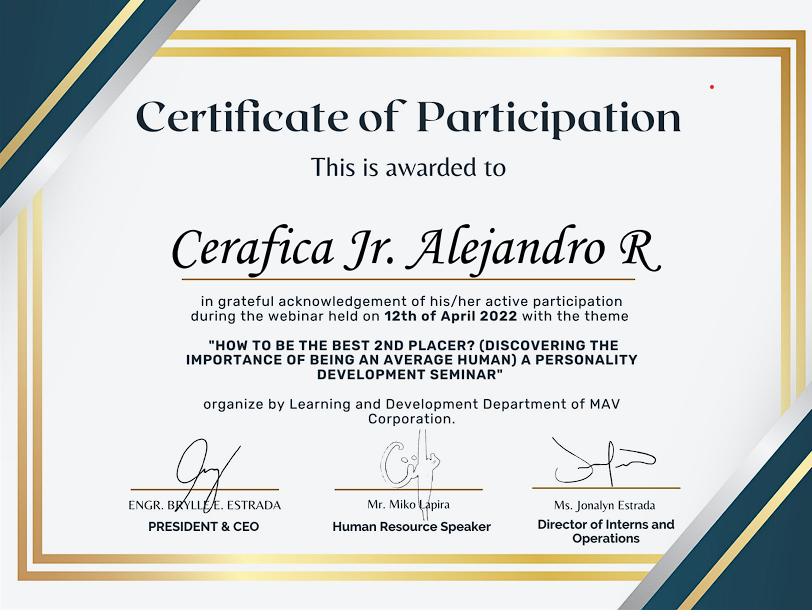 Certificate of Participation
This is awarded to
Cerafica Jr. Alejandro R.
in grateful acknowledgement of his/her active participation
during the webinar held on 12th of April 2022 with the theme
"HOW TO BE THE BEST 2ND PLACER? (DISCOVERING THE
IMPORTANCE OF BEING AN AVERAGE HUMAN) A PERSONALITY
DEVELOPMENT SEMINAR"
organize by Learning and Development Department of MAV
Corporation.
ENGR. BRYLLE E. ESTRADA
PRESIDENT & CEO
Mr. Miko Lapira
Human Resource Speaker
Ms. Jonalyn Estrada
Director of Interns and
Operations